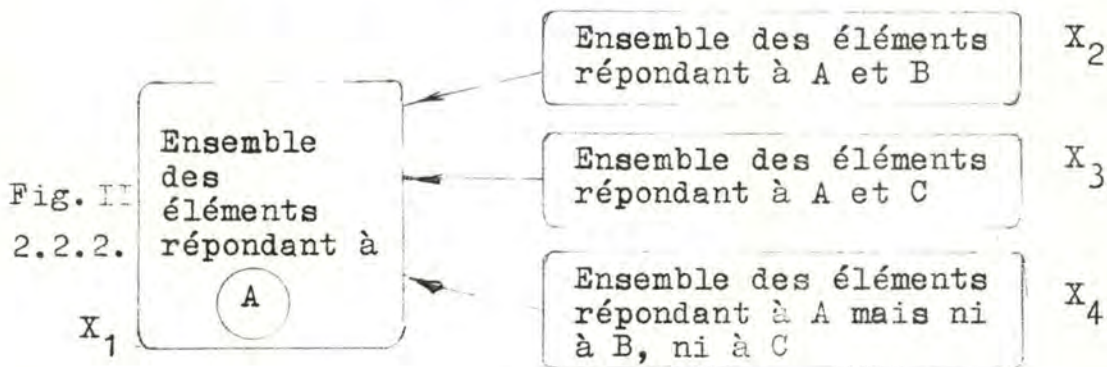 Fig. II
2.2.2.
Ensemble
des
éléments
répondant à
A
X1
Ensemble des éléments
répondant à A et B
X2
Ensemble des éléments
répondant à A et C
X3
Ensemble des éléments
répondant à A mais ni
à B, ni à C
X4